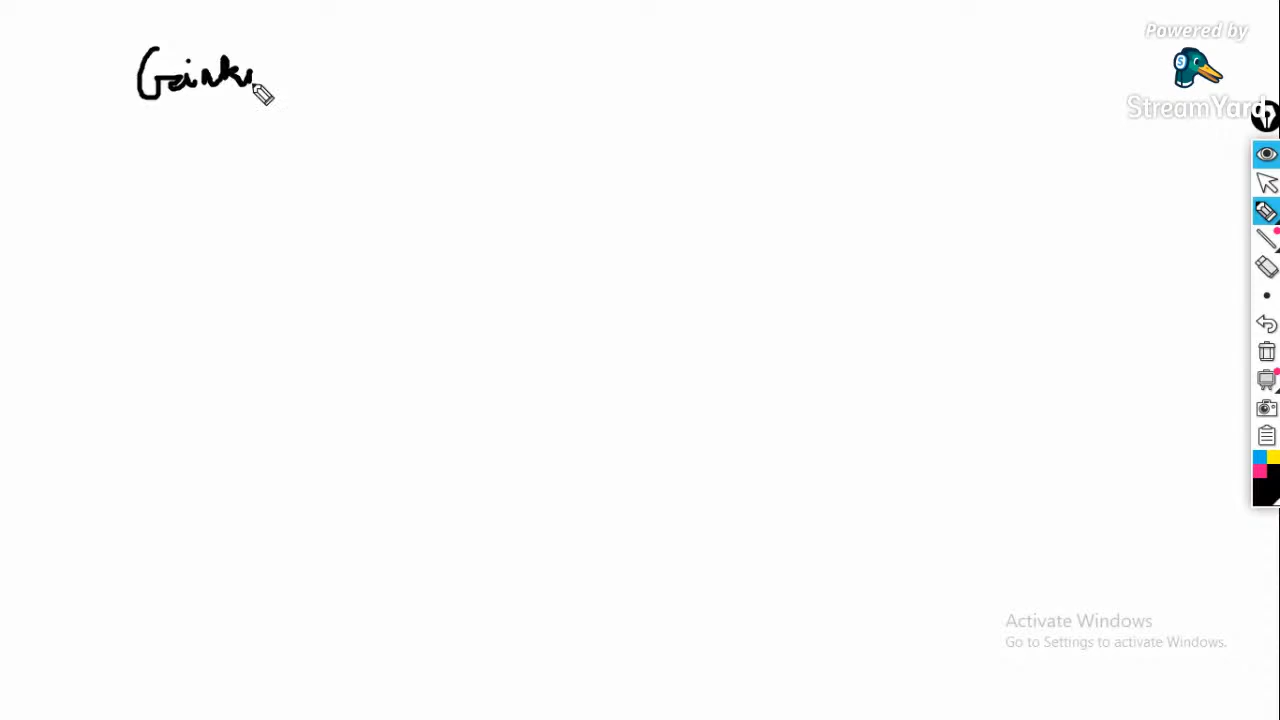 Powered by
StreamYard
Activate Windows
Go to Settings to activate Windows.